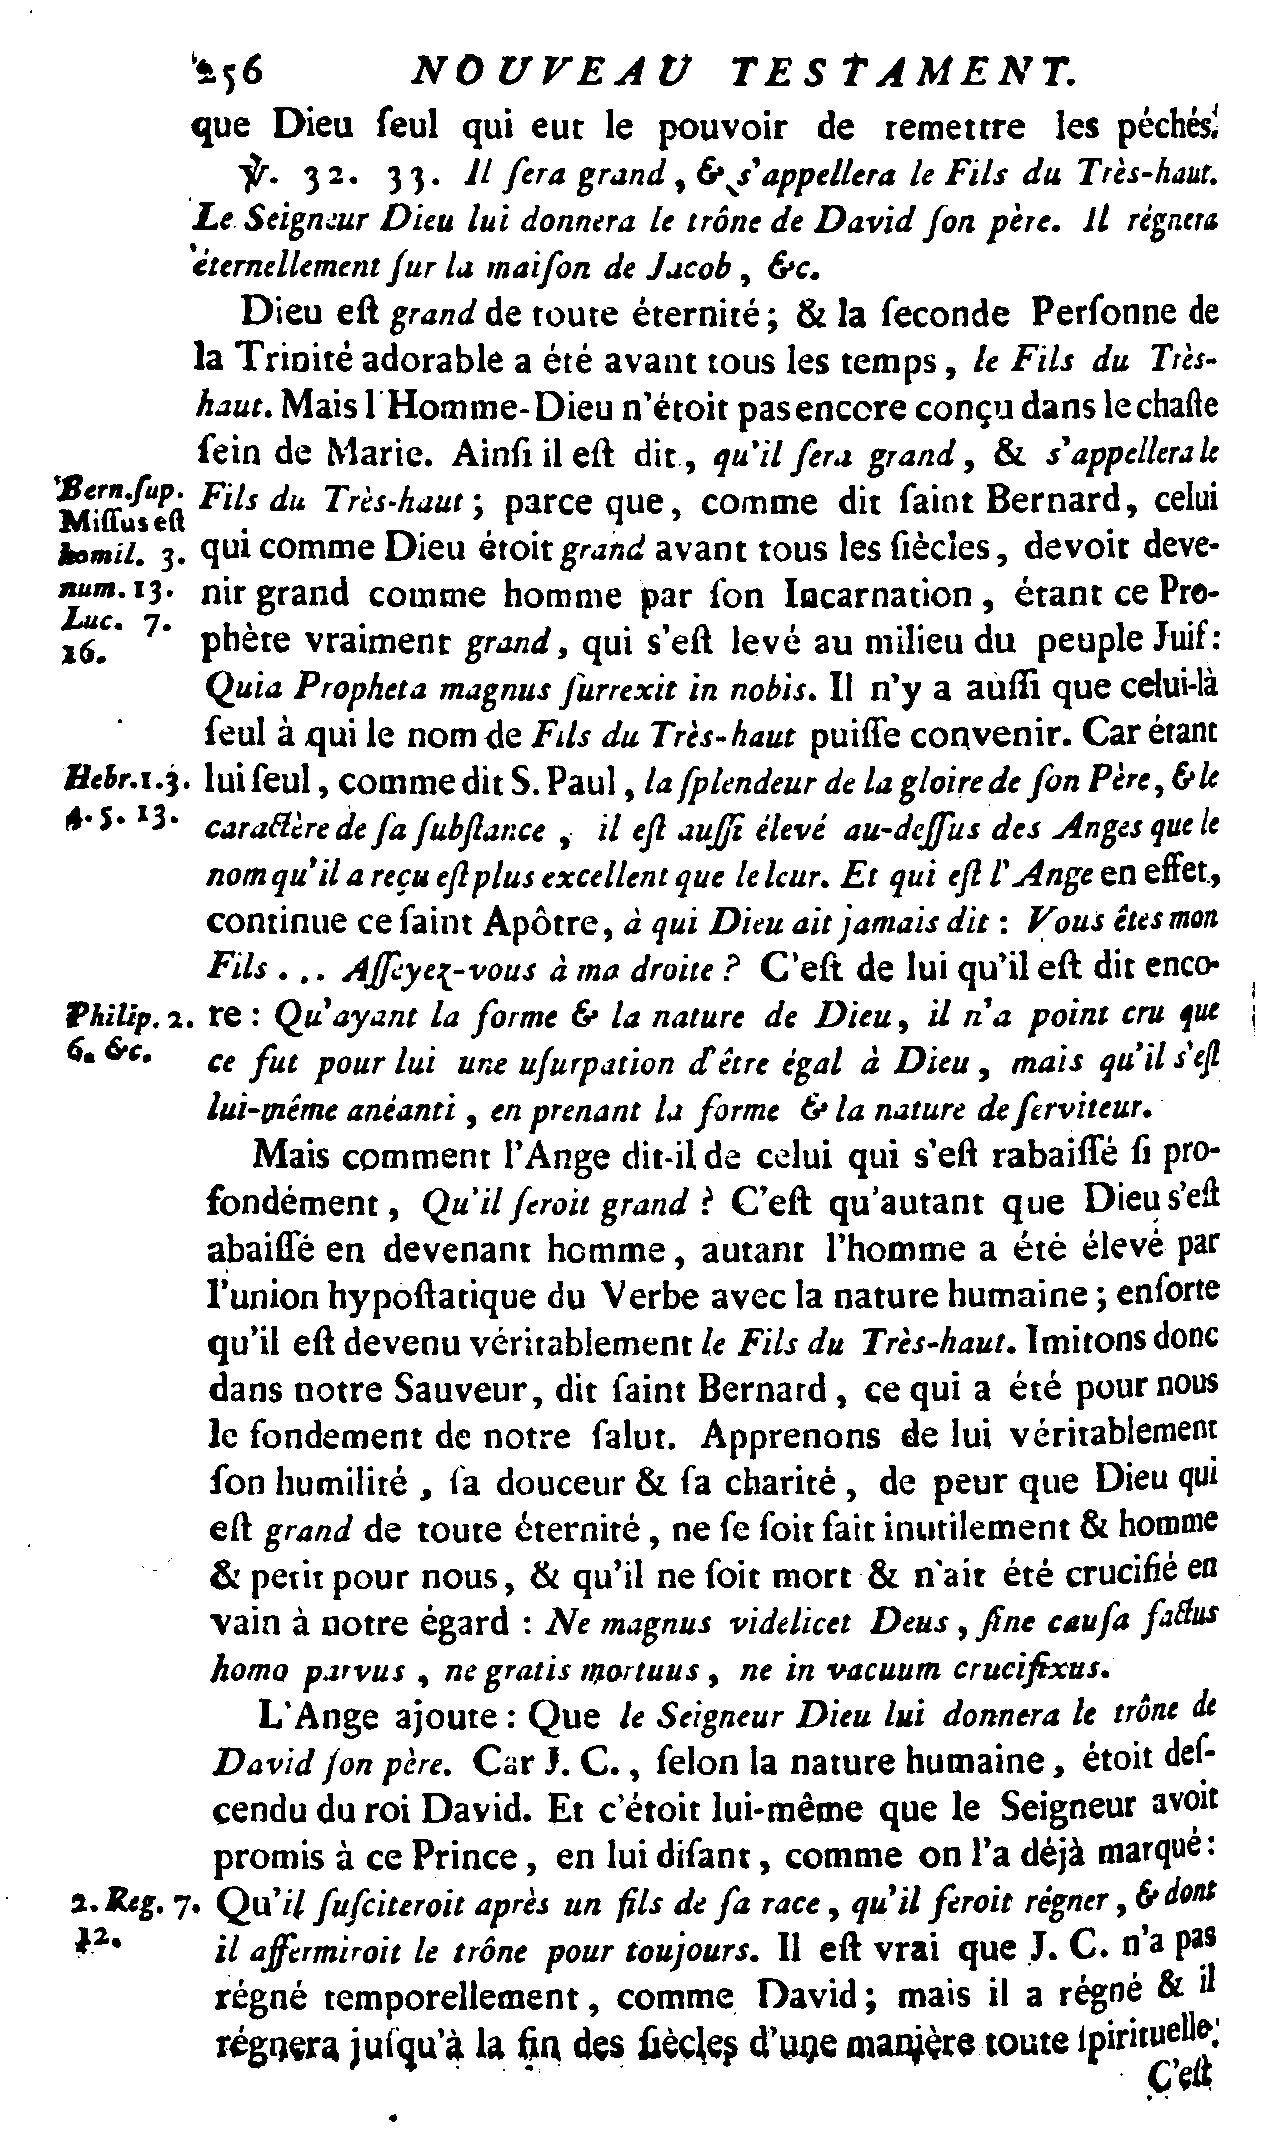 256 NOUVEAU TESTAMENT.
que Dieu ſeul qui eut le pouvoir de remettre les péchés.
℣. 32. 33. Il ſera grand, & s'appellera le Fils du Très-haut.
Le Seigneur Dieu lui donnera le trône de David ſon père. Il régnera
éternellement ſur la maiſon de Jacob, &c.
Dieu eſt grand de toute éternité; & la ſeconde Perſonne de
la Trinité adorable a été avant tous les temps, le Fils du Très-
haut. Mais l'Homme-Dieu n'étoit pas encore conçu dans le chaſte
ſein de Marie. Ainſi il eſt dit, qu'il ſera grand, & s'appellera le
Bern. ſup.
Miſſus eſt
homil. 3.
num. 13.
Luc. 7.
16.
Fils du Très-haut; parce que, comme dit ſaint Bernard, celui
qui comme Dieu étoit grand avant tous les ſiècles, devoit deve-
nir grand comme homme par ſon Incarnation, étant ce Pro-
phète vraiment grand, qui s'eſt levé au milieu du peuple Juif:
Quia Propheta magnus ſurrexit in nobis. Il n'y a auſſi que celui-là
ſeul à qui le nom de Fils du Très-haut puiſſe convenir. Car étant
Hebr. 1. 3.
4. 5. 13.
lui ſeul, comme dit S. Paul, la ſplendeur de la gloire de ſon Père, & le
caractère de ſa ſubſtance, il eſt auſſi élevé au-deſſus des Anges que le
nom qu'il a reçu eſt plus excellent que le leur. Et qui eſt l'Ange en effet,
continue ce ſaint Apôtre, à qui Dieu ait jamais dit: Vous êtes mon
Fils ... Aſſeyez-vous à ma droite? C'eſt de lui qu'il eſt dit enco-
Philip. 2.
6. &c.
re: Qu'ayant la forme & la nature de Dieu, il n'a point cru que
ce fut pour lui une uſurpation d'être égal à Dieu, mais qu'il s'eſt
lui-même anéanti, en prenant la forme & la nature de ſerviteur.
Mais comment l'Ange dit-il de celui qui s'eſt rabaiſſé ſi pro-
fondément, Qu'il ſeroit grand? C'eſt qu'autant que Dieu s'eſt
abaiſſé en devenant homme, autant l'homme a été élevé par
l'union hypoſtatique du Verbe avec la nature humaine; enſorte
qu'il eſt devenu véritablement le Fils du Très-haut. Imitons donc
dans notre Sauveur, dit ſaint Bernard, ce qui a été pour nous
le fondement de notre ſalut. Apprenons de lui véritablement
ſon humilité, ſa douceur & ſa charité, de peur que Dieu qui
eſt grand de toute éternité, ne ſe ſoit fait inutilement & homme
& petit pour nous, & qu'il ne ſoit mort & n'ait été crucifié en
vain à notre égard: Ne magnus videlicet Deus, ſine cauſa factus
homo parvus, ne gratis mortuus, ne in vacuum crucifixus.
L'Ange ajoute: Que le Seigneur Dieu lui donnera le trône de
David ſon père. Car J. C., ſelon la nature humaine, étoit deſ-
cendu du roi David. Et c'étoit lui-même que le Seigneur avoit
promis à ce Prince, en lui diſant, comme on l'a déjà marqué:
2. Reg. 7.
12.
Qu'il ſuſciteroit après un fils de ſa race, qu'il feroit régner, & dont
il affermiroit le trône pour toujours. Il eſt vrai que J. C. n'a pas
régné temporellement, comme David; mais il a régné & il
régnera juſqu'à la fin des ſiècles d'une manière toute ſpirituelle.
C'eſt